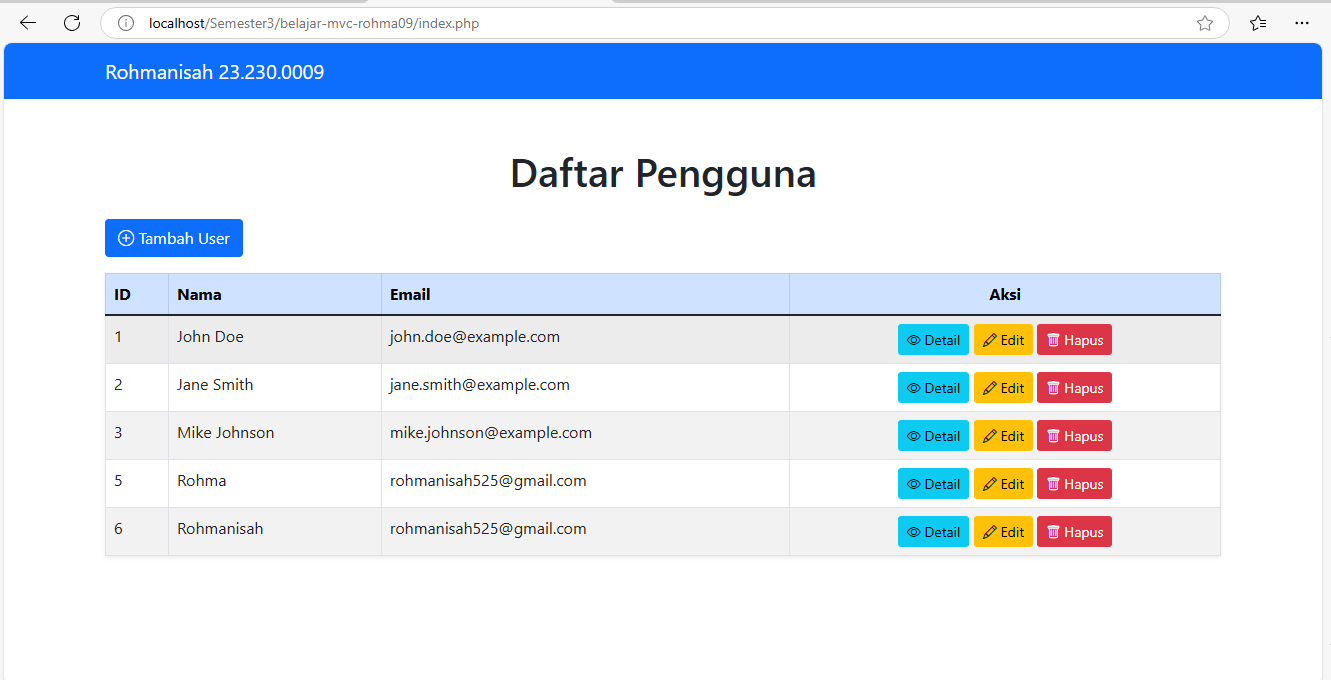 localhost/Semester3/belajar-mvc-rohma09/index.php
Rohmanisah 23.230.0009
Daftar Pengguna
Tambah User
ID Nama Email Aksi
1 John Doe john.doe@example.com Detail Edit Hapus
2 Jane Smith jane.smith@example.com Detail Edit Hapus
3 Mike Johnson mike.johnson@example.com Detail Edit Hapus
5 Rohma rohmanisah525@gmail.com Detail Edit Hapus
6 Rohmanisah rohmanisah525@gmail.com Detail Edit Hapus